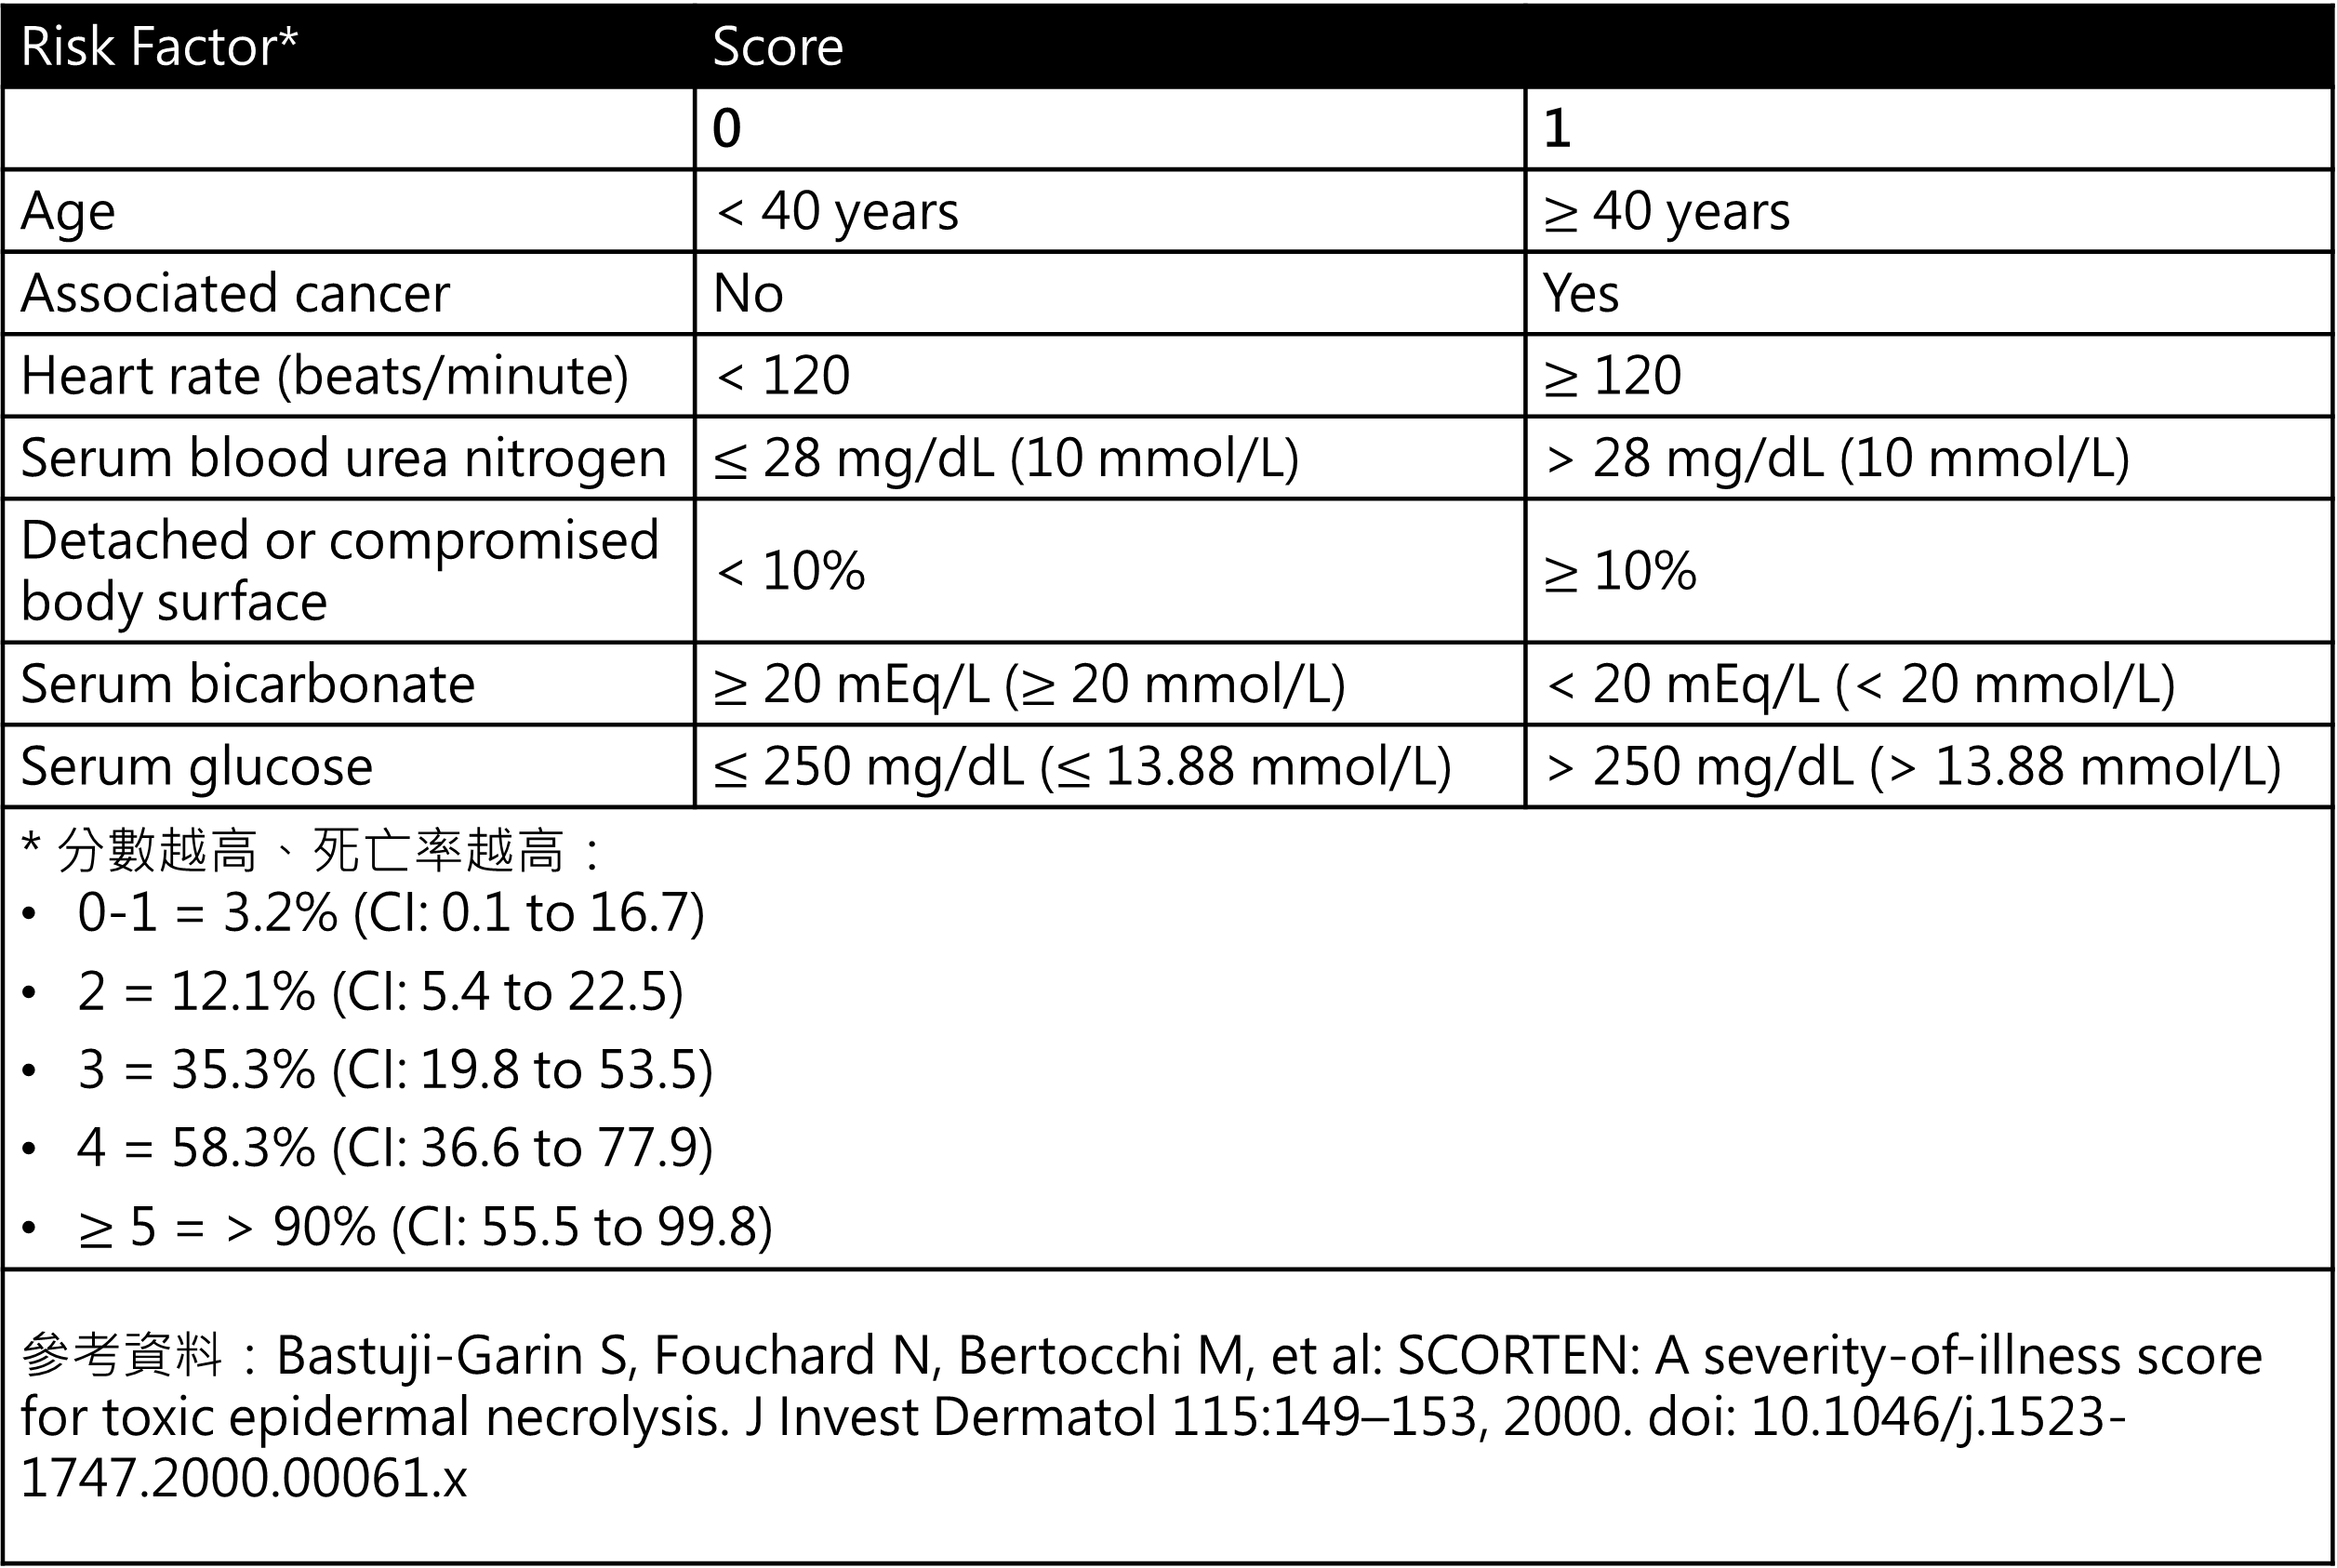 Risk Factor* Score
0 1
Age < 40 years ≥ 40 years
Associated cancer No Yes
Heart rate (beats/minute) < 120 ≥ 120
Serum blood urea nitrogen ≤ 28 mg/dL (10 mmol/L) > 28 mg/dL (10 mmol/L)
Detached or compromised
body surface < 10% ≥ 10%
Serum bicarbonate ≥ 20 mEq/L (≥ 20 mmol/L) < 20 mEq/L (< 20 mmol/L)
Serum glucose ≤ 250 mg/dL (≤ 13.88 mmol/L) > 250 mg/dL (> 13.88 mmol/L)
* 分數越高、死亡率越高：
• 0-1 = 3.2% (CI: 0.1 to 16.7)
• 2 = 12.1% (CI: 5.4 to 22.5)
• 3 = 35.3% (CI: 19.8 to 53.5)
• 4 = 58.3% (CI: 36.6 to 77.9)
• ≥ 5 = > 90% (CI: 55.5 to 99.8)
參考資料：Bastuji-Garin S, Fouchard N, Bertocchi M, et al: SCORTEN: A severity-of-illness score
for toxic epidermal necrolysis. J Invest Dermatol 115:149–153, 2000. doi: 10.1046/j.1523-
1747.2000.00061.x